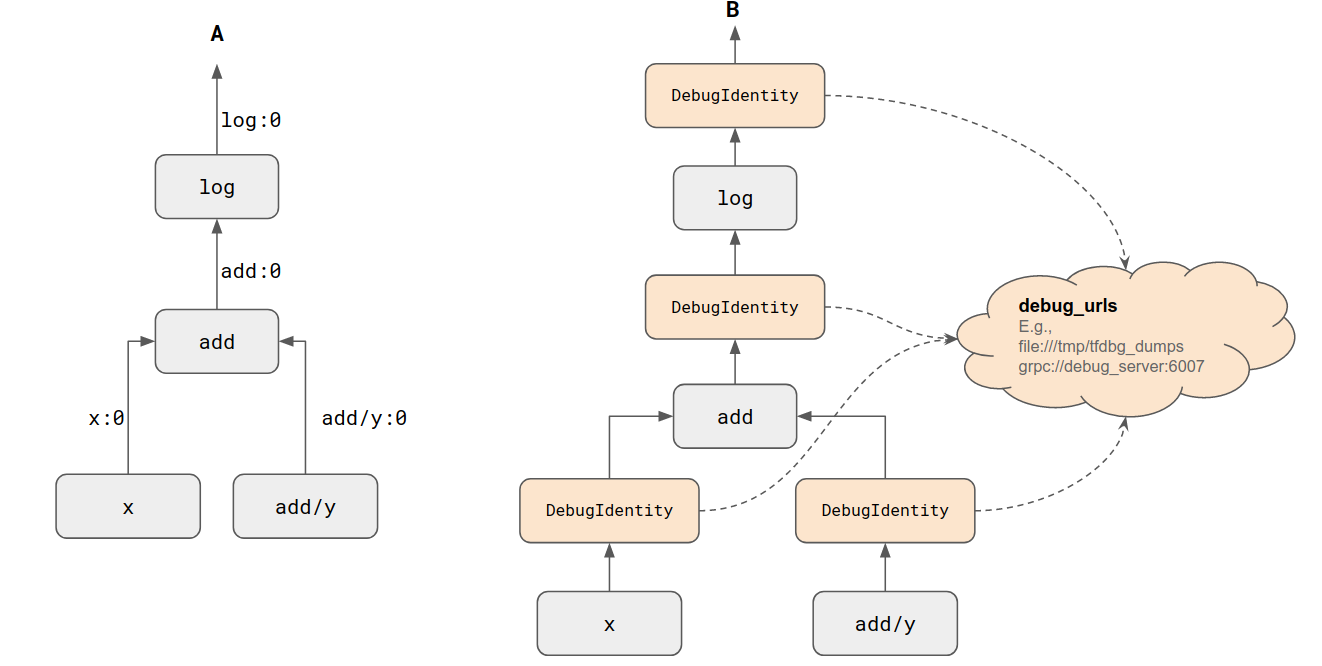 A
log:0
log
add:0
add
x:0
add/y:0
x
add/y
B
DebugIdentity
log
DebugIdentity
add
DebugIdentity
DebugIdentity
x
add/y
debug_urls
E.g.,
file:///tmp/tfdbg_dumps
grpc://debug_server:6007